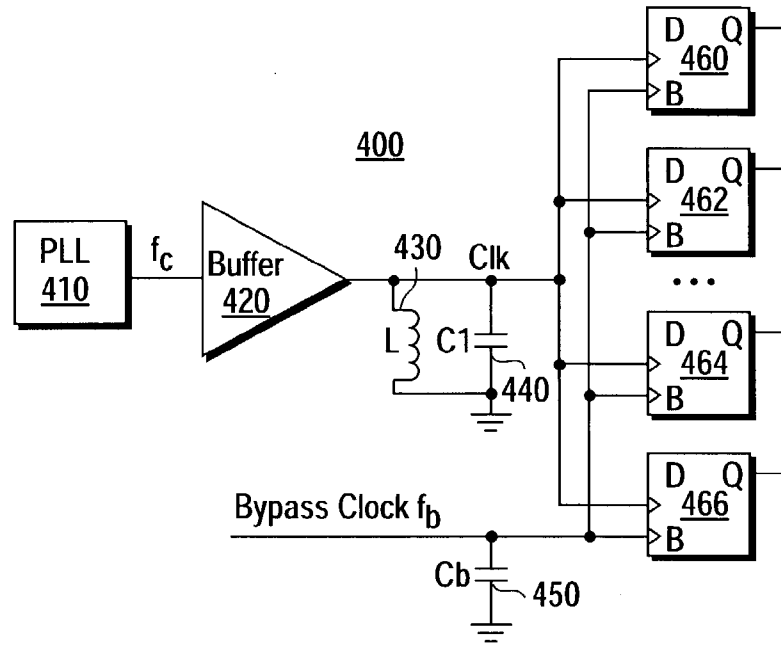 D Q
460
B
400
D Q
462
B
PLL
410
f_c
Buffer
420
430
Clk
L
C1
440
...
D Q
464
B
D Q
466
B
Bypass Clock f_b
Cb
450